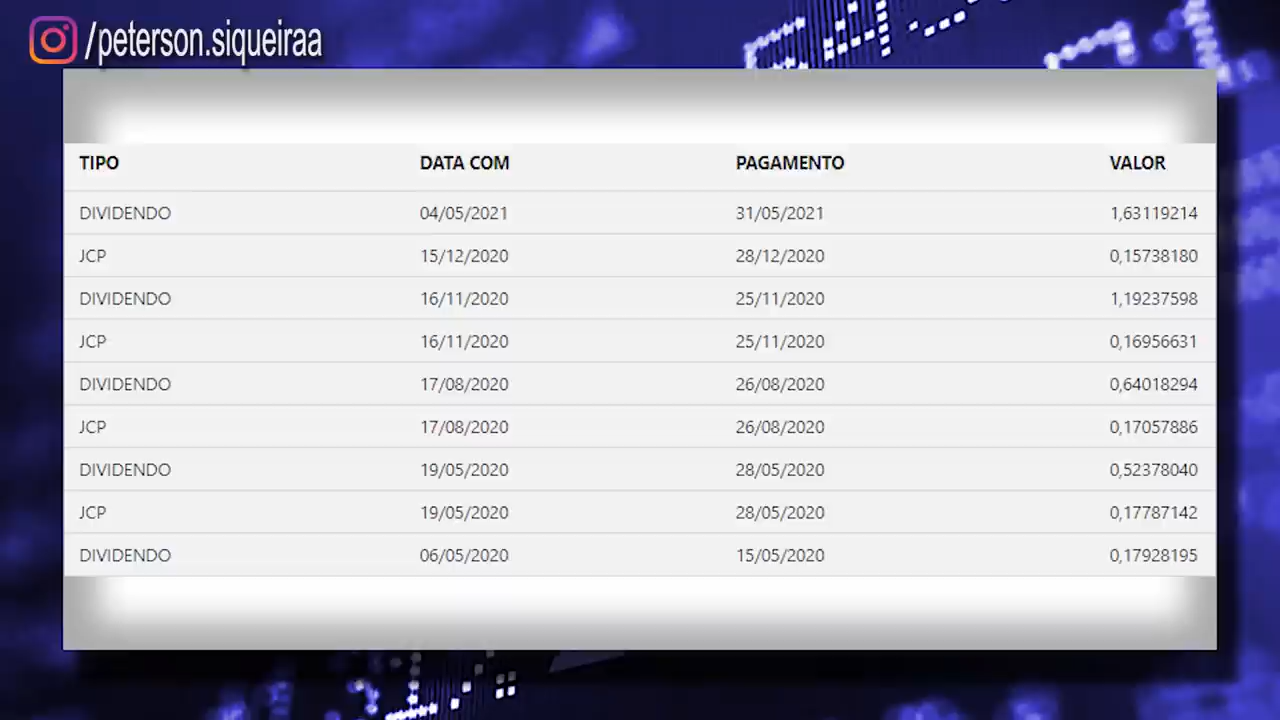 /peterson.siqueiraa
TIPO DATA COM PAGAMENTO VALOR
DIVIDENDO 04/05/2021 31/05/2021 1,63119214
JCP 15/12/2020 28/12/2020 0,15738180
DIVIDENDO 16/11/2020 25/11/2020 1,19237598
JCP 16/11/2020 25/11/2020 0,16956631
DIVIDENDO 17/08/2020 26/08/2020 0,64018294
JCP 17/08/2020 26/08/2020 0,17057886
DIVIDENDO 19/05/2020 28/05/2020 0,52378040
JCP 19/05/2020 28/05/2020 0,17787142
DIVIDENDO 06/05/2020 15/05/2020 0,17928195